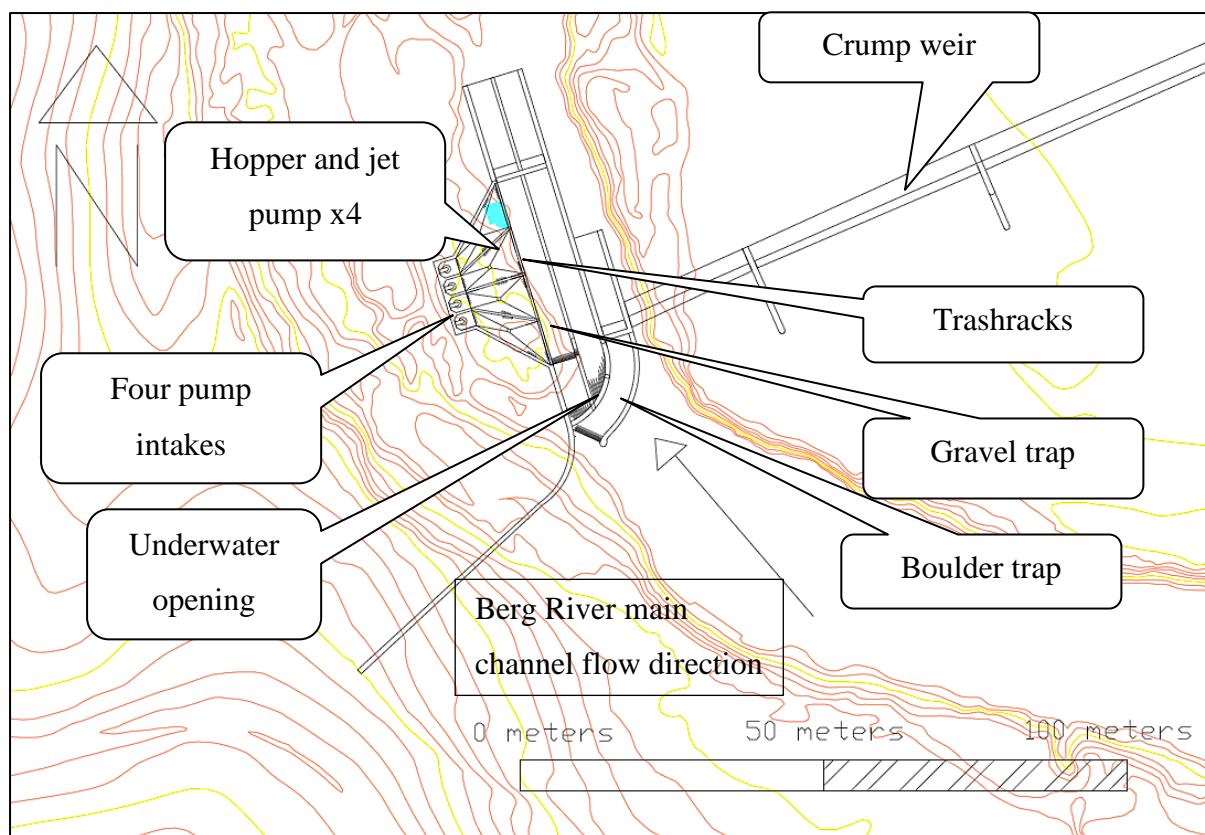 Crump weir
Hopper and jet
pump x4
Trashracks
Four pump
intakes
Gravel trap
Underwater
opening
Boulder trap
Berg River main
channel flow direction
0 meters
50 meters
100 meters
N